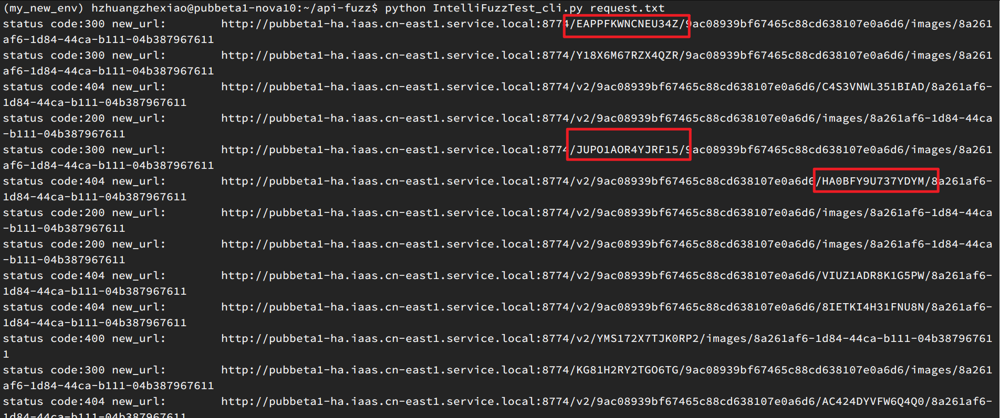 (my_new_env) hzhuangzhexiao@pubbeta1-nova10:~/api-fuzz$ python IntelliFuzzTest_cli.py request.txt
status code:300 new_url:        http://pubbeta1-ha.iaas.cn-east1.service.local:8774/EAPPFKWNCNEU34Z/9ac08939bf67465c88cd638107e0a6d6/images/8a261
af6-1d84-44ca-b111-04b387967611
status code:300 new_url:        http://pubbeta1-ha.iaas.cn-east1.service.local:8774/Y18X6M67RZX4QZR/9ac08939bf67465c88cd638107e0a6d6/images/8a261
af6-1d84-44ca-b111-04b387967611
status code:404 new_url:        http://pubbeta1-ha.iaas.cn-east1.service.local:8774/v2/9ac08939bf67465c88cd638107e0a6d6/C4S3VNWL351BIAD/8a261af6-
1d84-44ca-b111-04b387967611
status code:200 new_url:        http://pubbeta1-ha.iaas.cn-east1.service.local:8774/v2/9ac08939bf67465c88cd638107e0a6d6/images/8a261af6-1d84-44ca
-b111-04b387967611
status code:300 new_url:        http://pubbeta1-ha.iaas.cn-east1.service.local:8774/JUPO1AOR4YJRF15/9ac08939bf67465c88cd638107e0a6d6/images/8a261
af6-1d84-44ca-b111-04b387967611
status code:404 new_url:        http://pubbeta1-ha.iaas.cn-east1.service.local:8774/v2/9ac08939bf67465c88cd638107e0a6d6/HA0BFY9U737YDYM/8a261af6-
1d84-44ca-b111-04b387967611
status code:200 new_url:        http://pubbeta1-ha.iaas.cn-east1.service.local:8774/v2/9ac08939bf67465c88cd638107e0a6d6/images/8a261af6-1d84-44ca
-b111-04b387967611
status code:200 new_url:        http://pubbeta1-ha.iaas.cn-east1.service.local:8774/v2/9ac08939bf67465c88cd638107e0a6d6/images/8a261af6-1d84-44ca
-b111-04b387967611
status code:404 new_url:        http://pubbeta1-ha.iaas.cn-east1.service.local:8774/v2/9ac08939bf67465c88cd638107e0a6d6/VIUZ1ADR8K1G5PW/8a261af6-
1d84-44ca-b111-04b387967611
status code:404 new_url:        http://pubbeta1-ha.iaas.cn-east1.service.local:8774/v2/9ac08939bf67465c88cd638107e0a6d6/8IETKI4H31FNU8N/8a261af6-
1d84-44ca-b111-04b387967611
status code:400 new_url:        http://pubbeta1-ha.iaas.cn-east1.service.local:8774/v2/YMS172X7TJK0RP2/images/8a261af6-1d84-44ca-b111-04b38796761
1
status code:300 new_url:        http://pubbeta1-ha.iaas.cn-east1.service.local:8774/KG81H2RY2TGO6TG/9ac08939bf67465c88cd638107e0a6d6/images/8a261
af6-1d84-44ca-b111-04b387967611
status code:404 new_url:        http://pubbeta1-ha.iaas.cn-east1.service.local:8774/v2/9ac08939bf67465c88cd638107e0a6d6/AC424DYVFW6Q4Q0/8a261af6-
1d84-44ca-b111-04b387967611